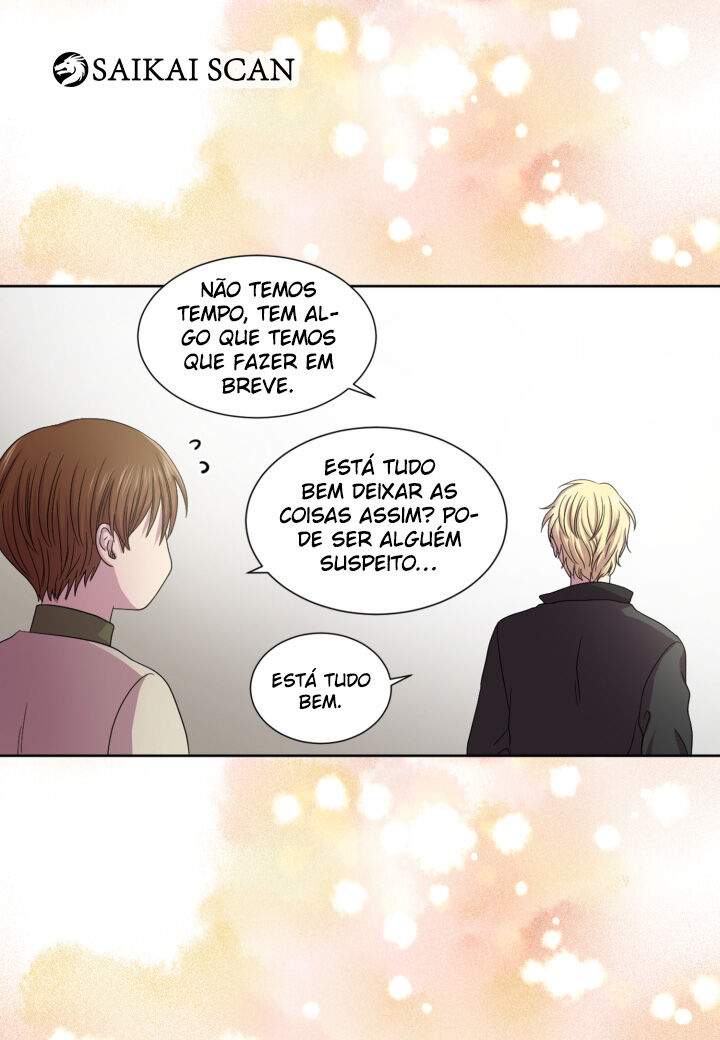 SAIKAI SCAN
NÃO TEMOS
TEMPO, TEM AL-
GO QUE TEMOS
QUE FAZER EM
BREVE.
ESTÁ TUDO
BEM DEIXAR AS
COISAS ASSIM? PO-
DE SER ALGUÉM
SUSPEITO...
ESTÁ TUDO
BEM.